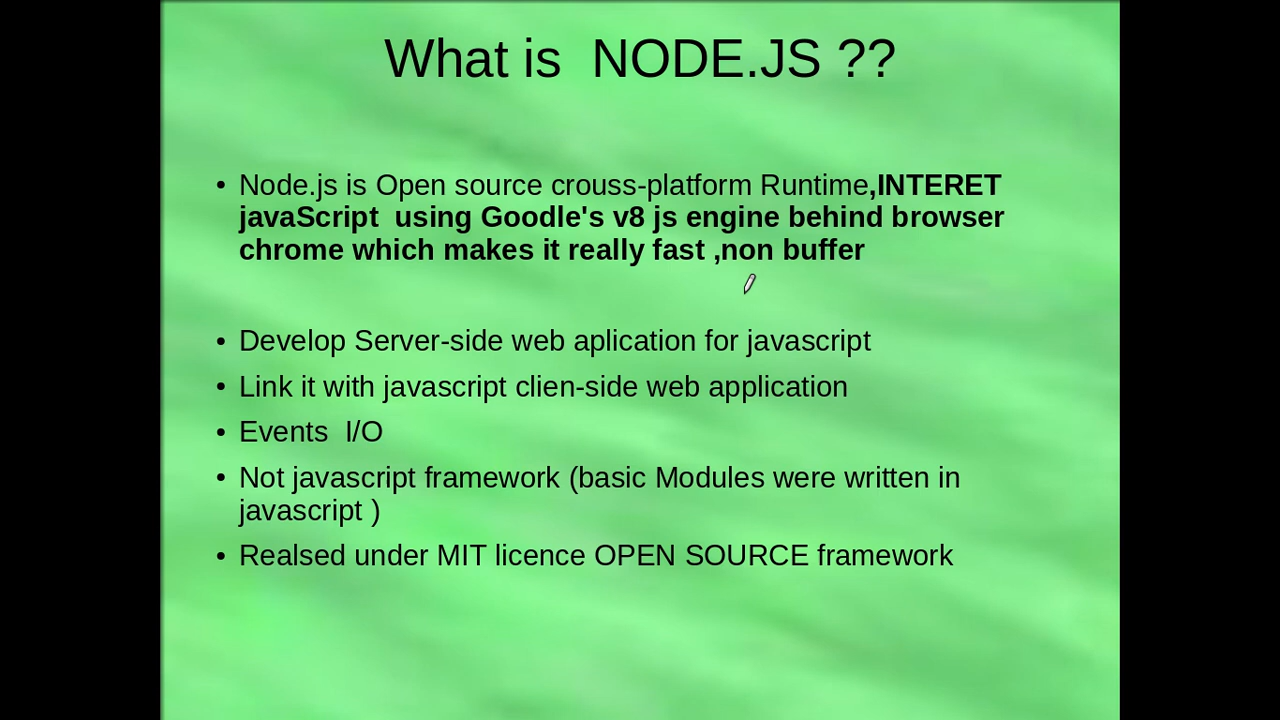 What is  NODE.JS ??
• Node.js is Open source crouss-platform Runtime,INTERET
javaScript  using Goodle's v8 js engine behind browser
chrome which makes it really fast ,non buffer
• Develop Server-side web aplication for javascript
• Link it with javascript clien-side web application
• Events  I/O
• Not javascript framework (basic Modules were written in
javascript )
• Realsed under MIT licence OPEN SOURCE framework